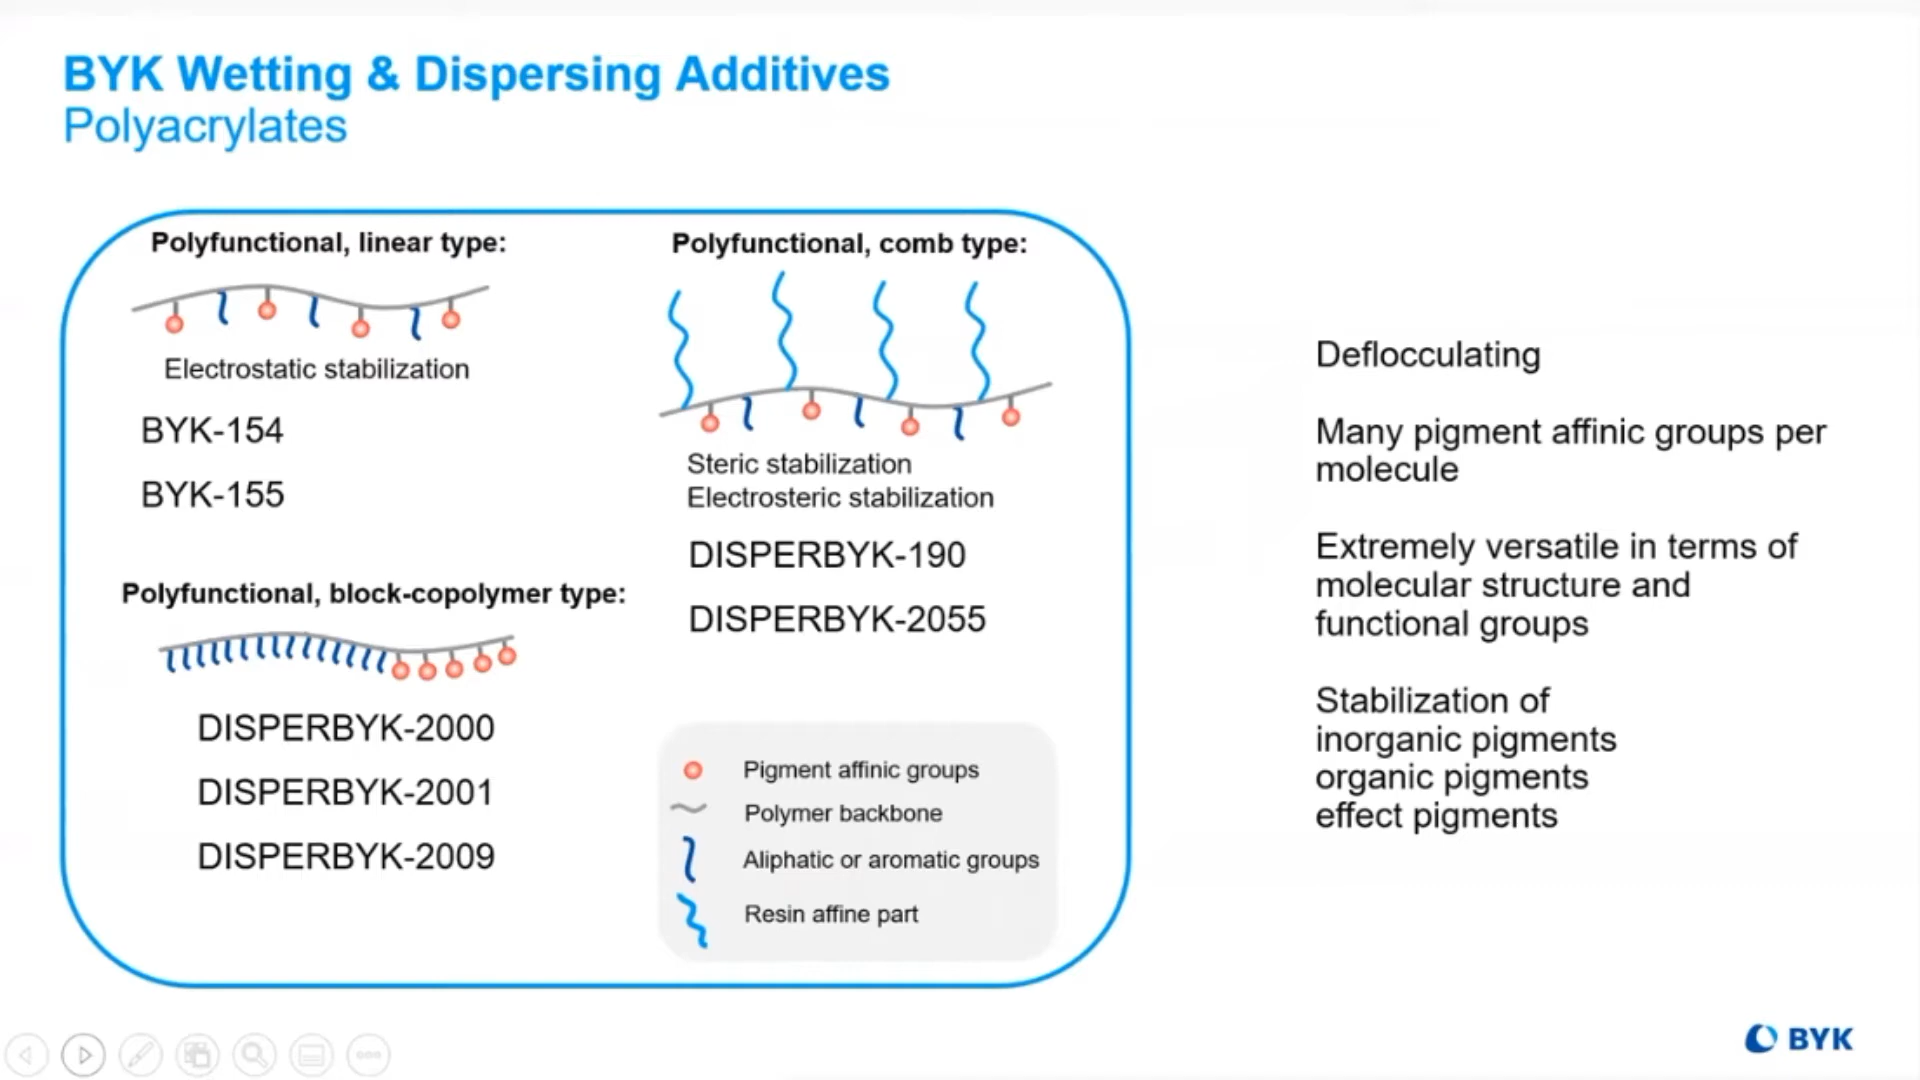 BYK Wetting & Dispersing Additives
Polyacrylates
Polyfunctional, linear type:
Electrostatic stabilization
BYK-154
BYK-155
Polyfunctional, block-copolymer type:
DISPERBYK-2000
DISPERBYK-2001
DISPERBYK-2009
Polyfunctional, comb type:
Steric stabilization
Electrosteric stabilization
DISPERBYK-190
DISPERBYK-2055
Pigment affinic groups
Polymer backbone
Aliphatic or aromatic groups
Resin affine part
Deflocculating
Many pigment affinic groups per
molecule
Extremely versatile in terms of
molecular structure and
functional groups
Stabilization of
inorganic pigments
organic pigments
effect pigments
BYK